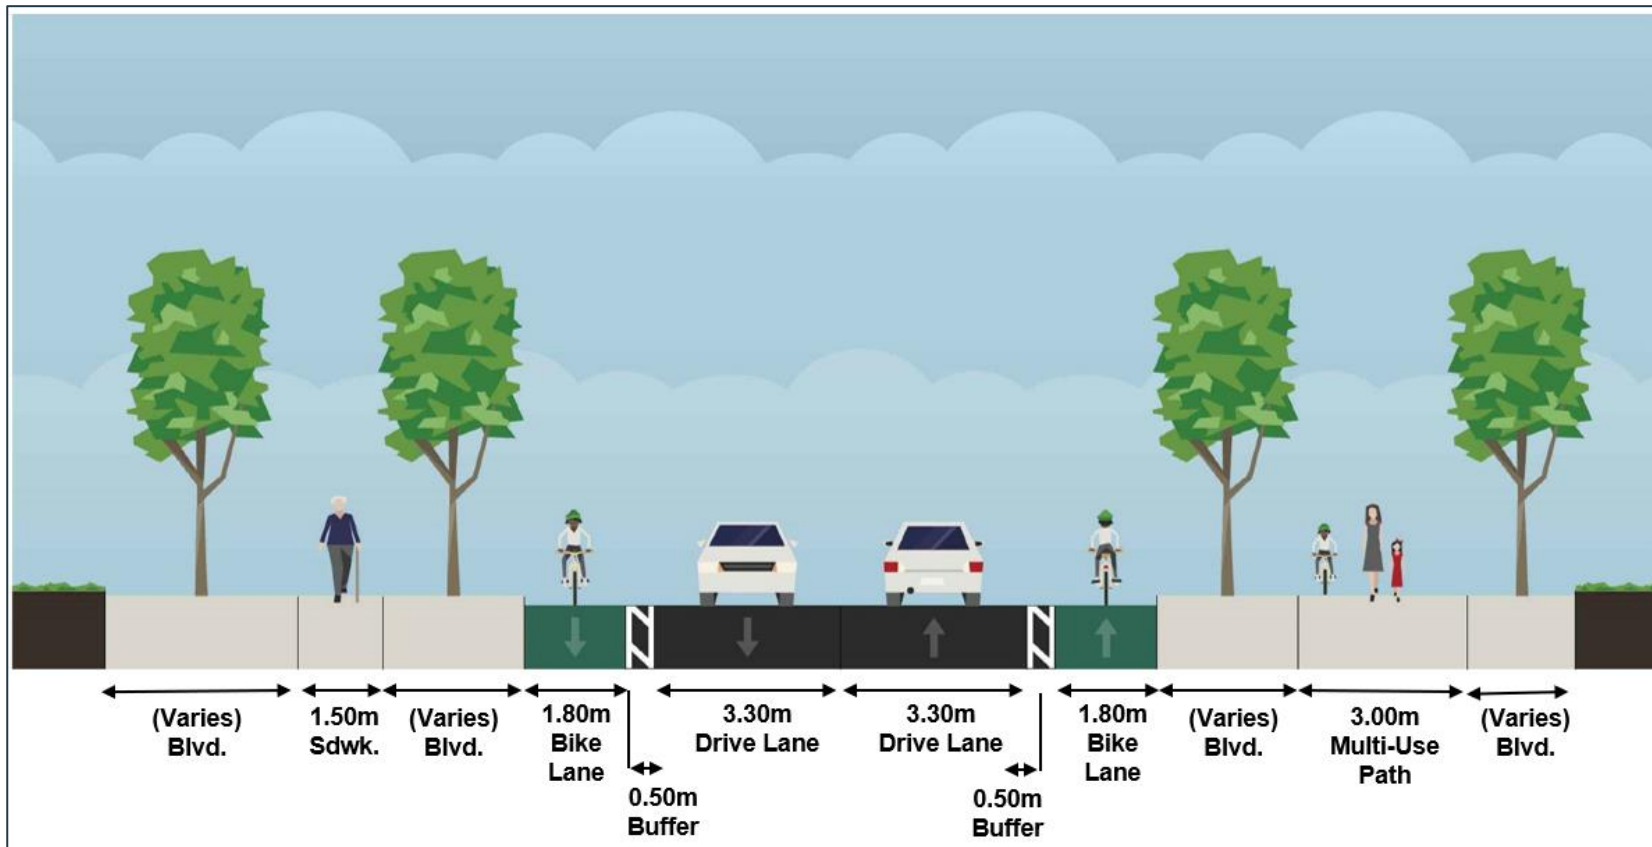 (Varies)
Blvd.
1.50m
Sdwk.
(Varies)
Blvd.
1.80m
Bike
Lane
0.50m
Buffer
3.30m
Drive Lane
3.30m
Drive Lane
0.50m
Buffer
1.80m
Bike
Lane
(Varies)
Blvd.
3.00m
Multi-Use
Path
(Varies)
Blvd.